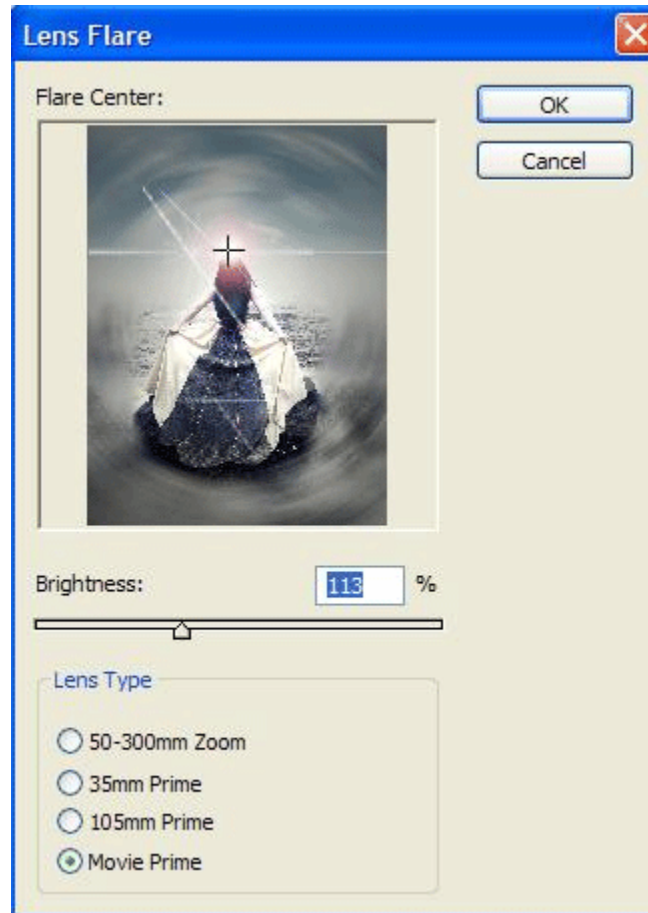 Lens Flare
Flare Center:
OK
Cancel
Brightness: 113 %
Lens Type
50-300mm Zoom
35mm Prime
105mm Prime
Movie Prime